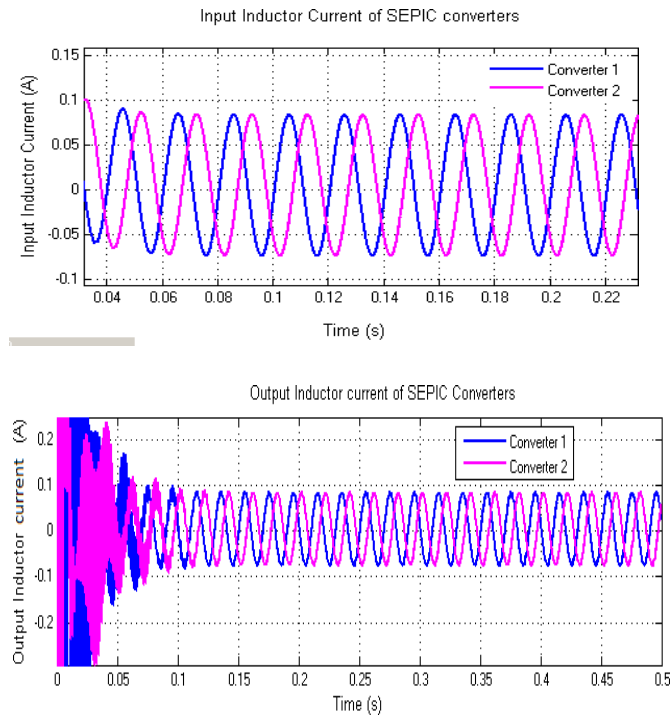 Input Inductor Current of SEPIC converters
Input Inductor Current (A)
0.15
0.1
0.05
0
-0.05
-0.1
Converter 1
Converter 2
0.04 0.06 0.08 0.1 0.12 0.14 0.16 0.18 0.2 0.22
Time (s)
Output Inductor current of SEPIC Converters
Output Inductor current (A)
0.2
0.1
0
-0.1
-0.2
Converter 1
Converter 2
0 0.05 0.1 0.15 0.2 0.25 0.3 0.35 0.4 0.45 0.5
Time (s)